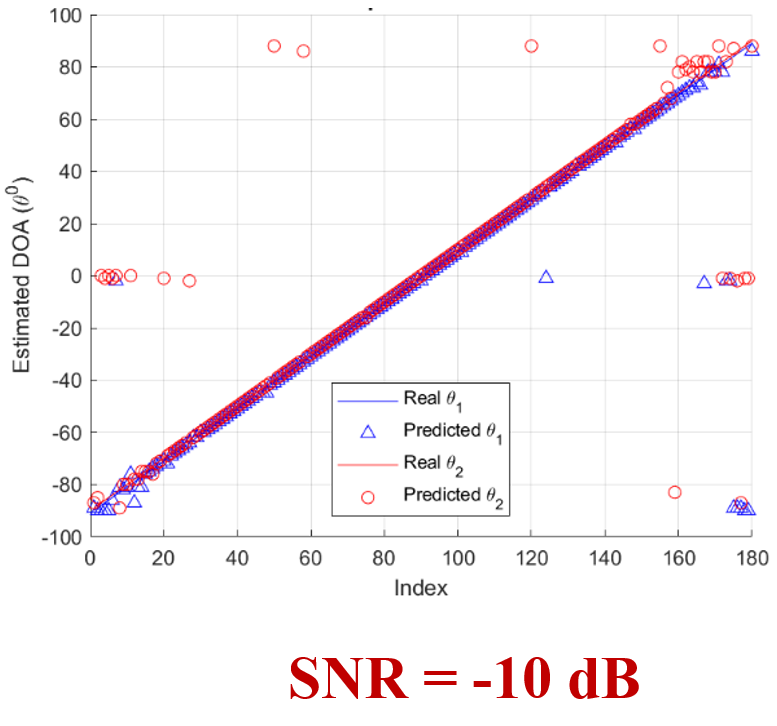 100
80
60
40
20
0
-20
-40
-60
-80
-100
Estimated DOA (θ⁰)
Real θ₁
Predicted θ₁
Real θ₂
Predicted θ₂
0 20 40 60 80 100 120 140 160 180
Index
SNR = -10 dB